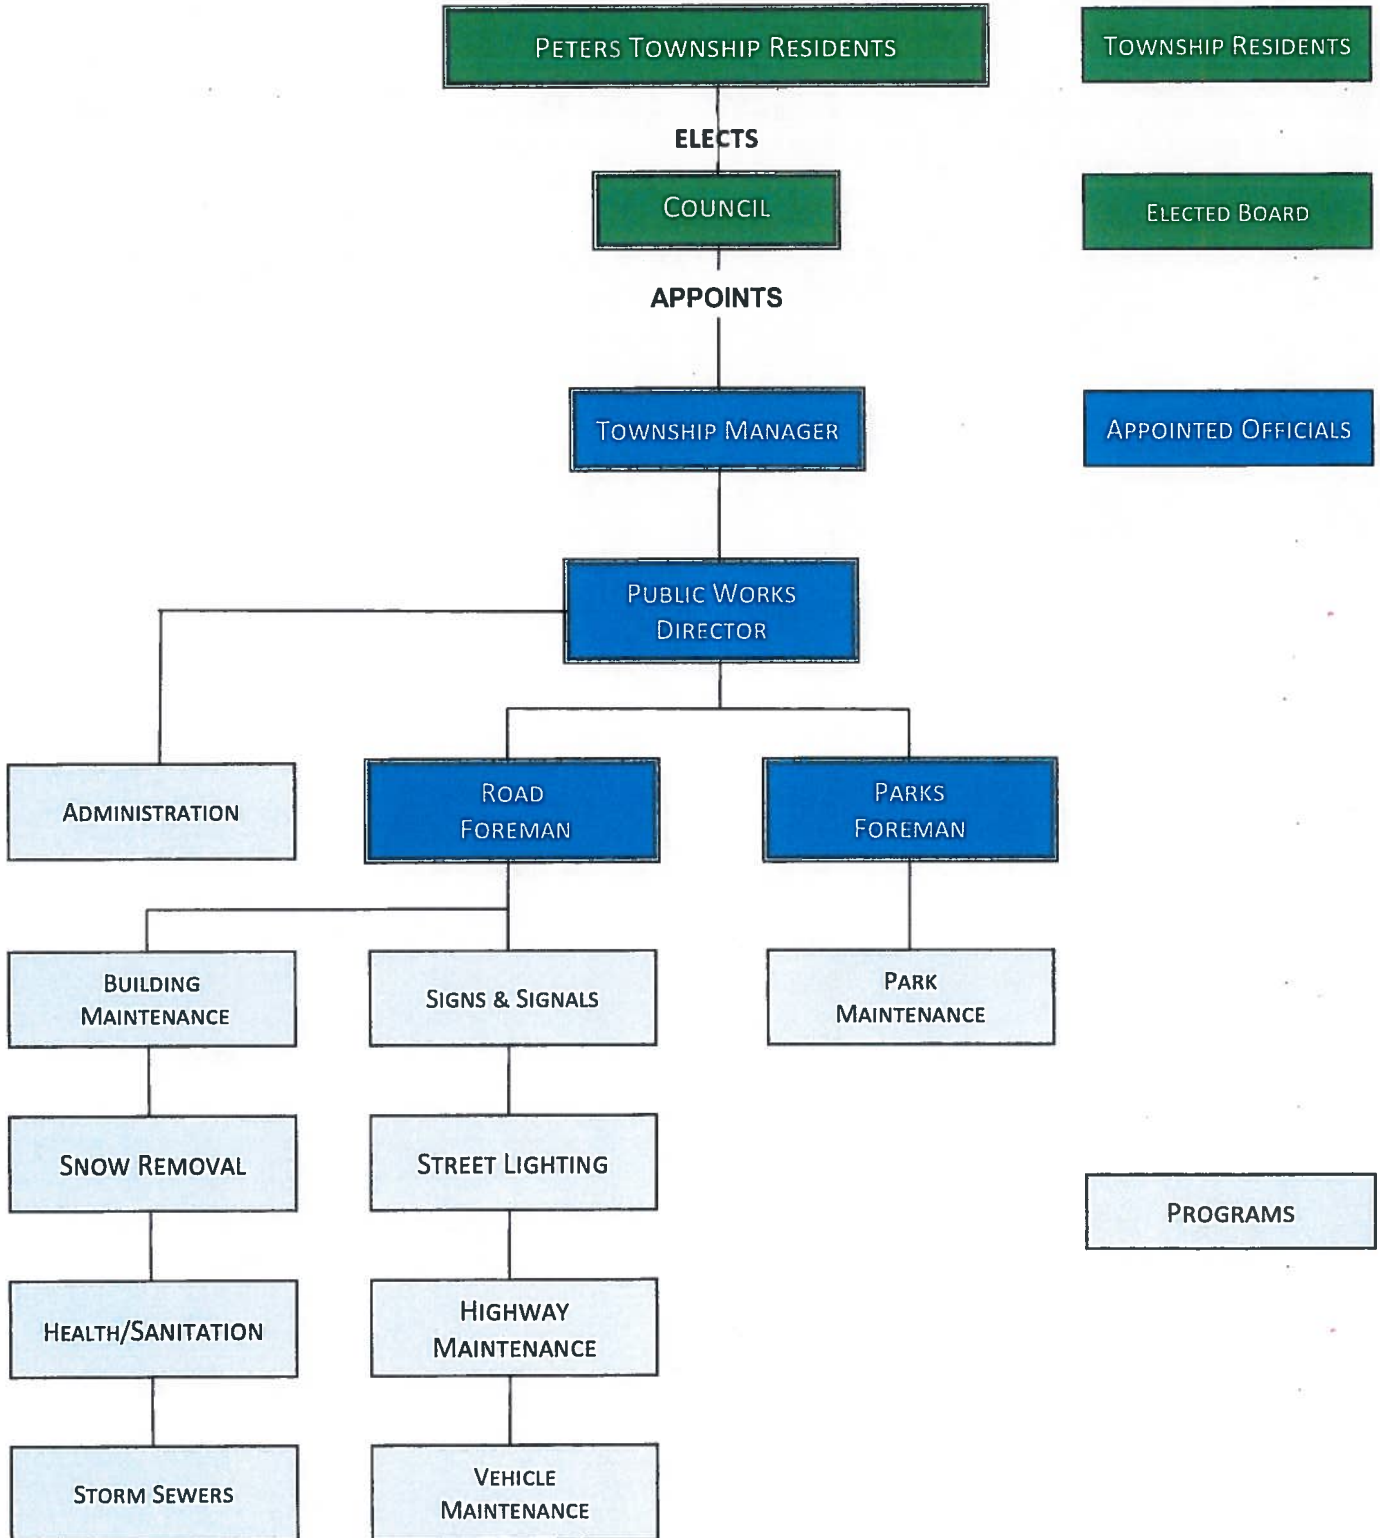 PETERS TOWNSHIP RESIDENTS
TOWNSHIP RESIDENTS
ELECTS
COUNCIL
ELECTED BOARD
APPOINTS
TOWNSHIP MANAGER
APPOINTED OFFICIALS
PUBLIC WORKS
DIRECTOR
ADMINISTRATION
ROAD
FOREMAN
PARKS
FOREMAN
BUILDING
MAINTENANCE
SIGNS & SIGNALS
PARK
MAINTENANCE
SNOW REMOVAL
STREET LIGHTING
PROGRAMS
HEALTH/SANITATION
HIGHWAY
MAINTENANCE
STORM SEWERS
VEHICLE
MAINTENANCE